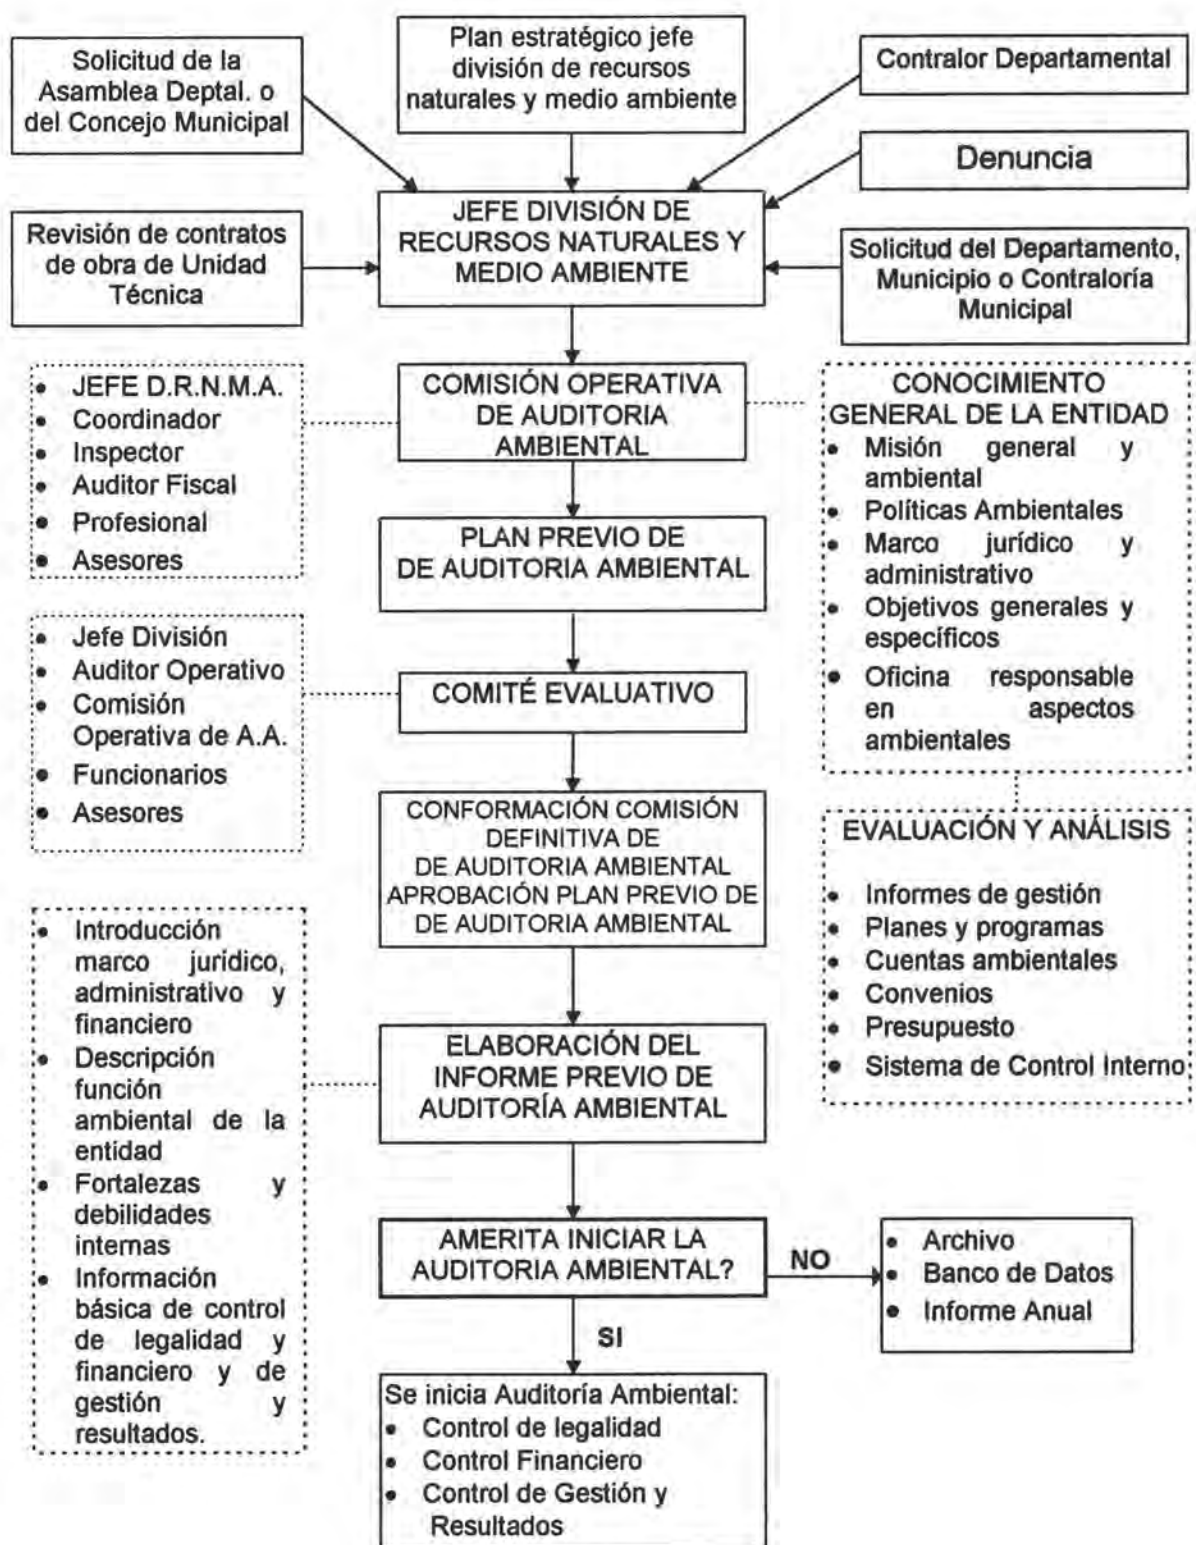 Solicitud de la
Asamblea Deptal. o
del Concejo Municipal
Plan estratégico jefe
división de recursos
naturales y medio ambiente
Contralor Departamental
Denuncia
Revisión de contratos
de obra de Unidad
Técnica
JEFE DIVISIÓN DE
RECURSOS NATURALES Y
MEDIO AMBIENTE
Solicitud del Departamento,
Municipio o Contraloría
Municipal
• JEFE D.R.N.M.A.
• Coordinador
• Inspector
• Auditor Fiscal
• Profesional
• Asesores
COMISIÓN OPERATIVA
DE AUDITORIA
AMBIENTAL
CONOCIMIENTO
GENERAL DE LA ENTIDAD
• Misión general y
ambiental
• Políticas Ambientales
• Marco jurídico y
administrativo
• Objetivos generales y
específicos
• Oficina responsable
en aspectos
ambientales
PLAN PREVIO DE
DE AUDITORIA AMBIENTAL
• Jefe División
• Auditor Operativo
• Comisión
Operativa de A.A.
• Funcionarios
• Asesores
COMITÉ EVALUATIVO
CONFORMACIÓN COMISIÓN
DEFINITIVA DE
DE AUDITORIA AMBIENTAL
APROBACIÓN PLAN PREVIO DE
DE AUDITORIA AMBIENTAL
EVALUACIÓN Y ANÁLISIS
• Informes de gestión
• Planes y programas
• Cuentas ambientales
• Convenios
• Presupuesto
• Sistema de Control Interno
• Introducción
marco jurídico,
administrativo y
financiero
• Descripción
función
ambiental de la
entidad
• Fortalezas y
debilidades
internas
• Información
básica de control
de legalidad y
financiero y de
gestión y
resultados.
ELABORACIÓN DEL
INFORME PREVIO DE
AUDITORÍA AMBIENTAL
AMERITA INICIAR LA
AUDITORIA AMBIENTAL?
NO
• Archivo
• Banco de Datos
• Informe Anual
SI
Se inicia Auditoría Ambiental:
• Control de legalidad
• Control Financiero
• Control de Gestión y
Resultados